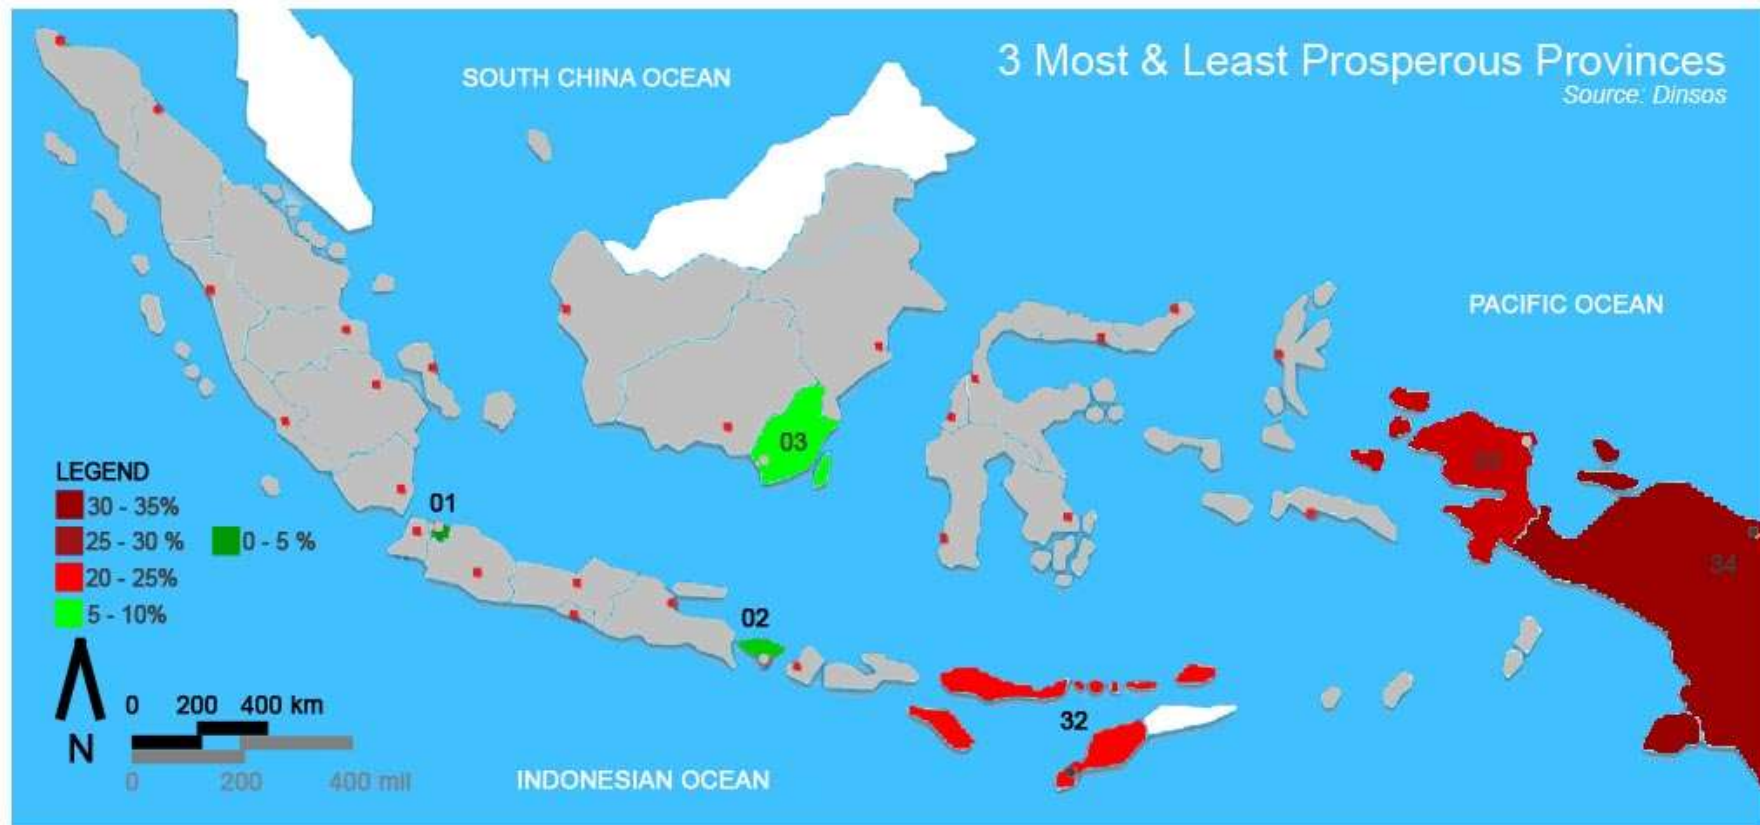 3 Most & Least Prosperous Provinces
Source: Dinsos
SOUTH CHINA OCEAN
PACIFIC OCEAN
03
01
02
32
34
LEGEND
30 - 35%
25 - 30 %
0 - 5 %
20 - 25%
5 - 10%
N
0 200 400 km
0 200 400 mil
INDONESIAN OCEAN